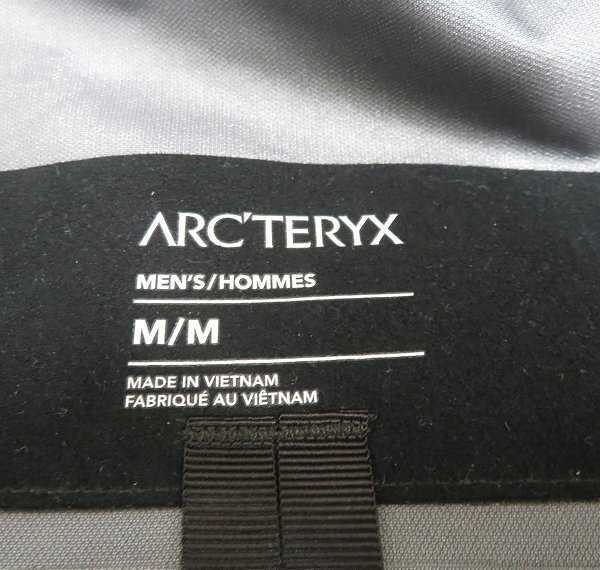 ARC'TERYX
MEN'S/HOMMES
M/M
MADE IN VIETNAM
FABRIQUÉ AU VIÊTNAM